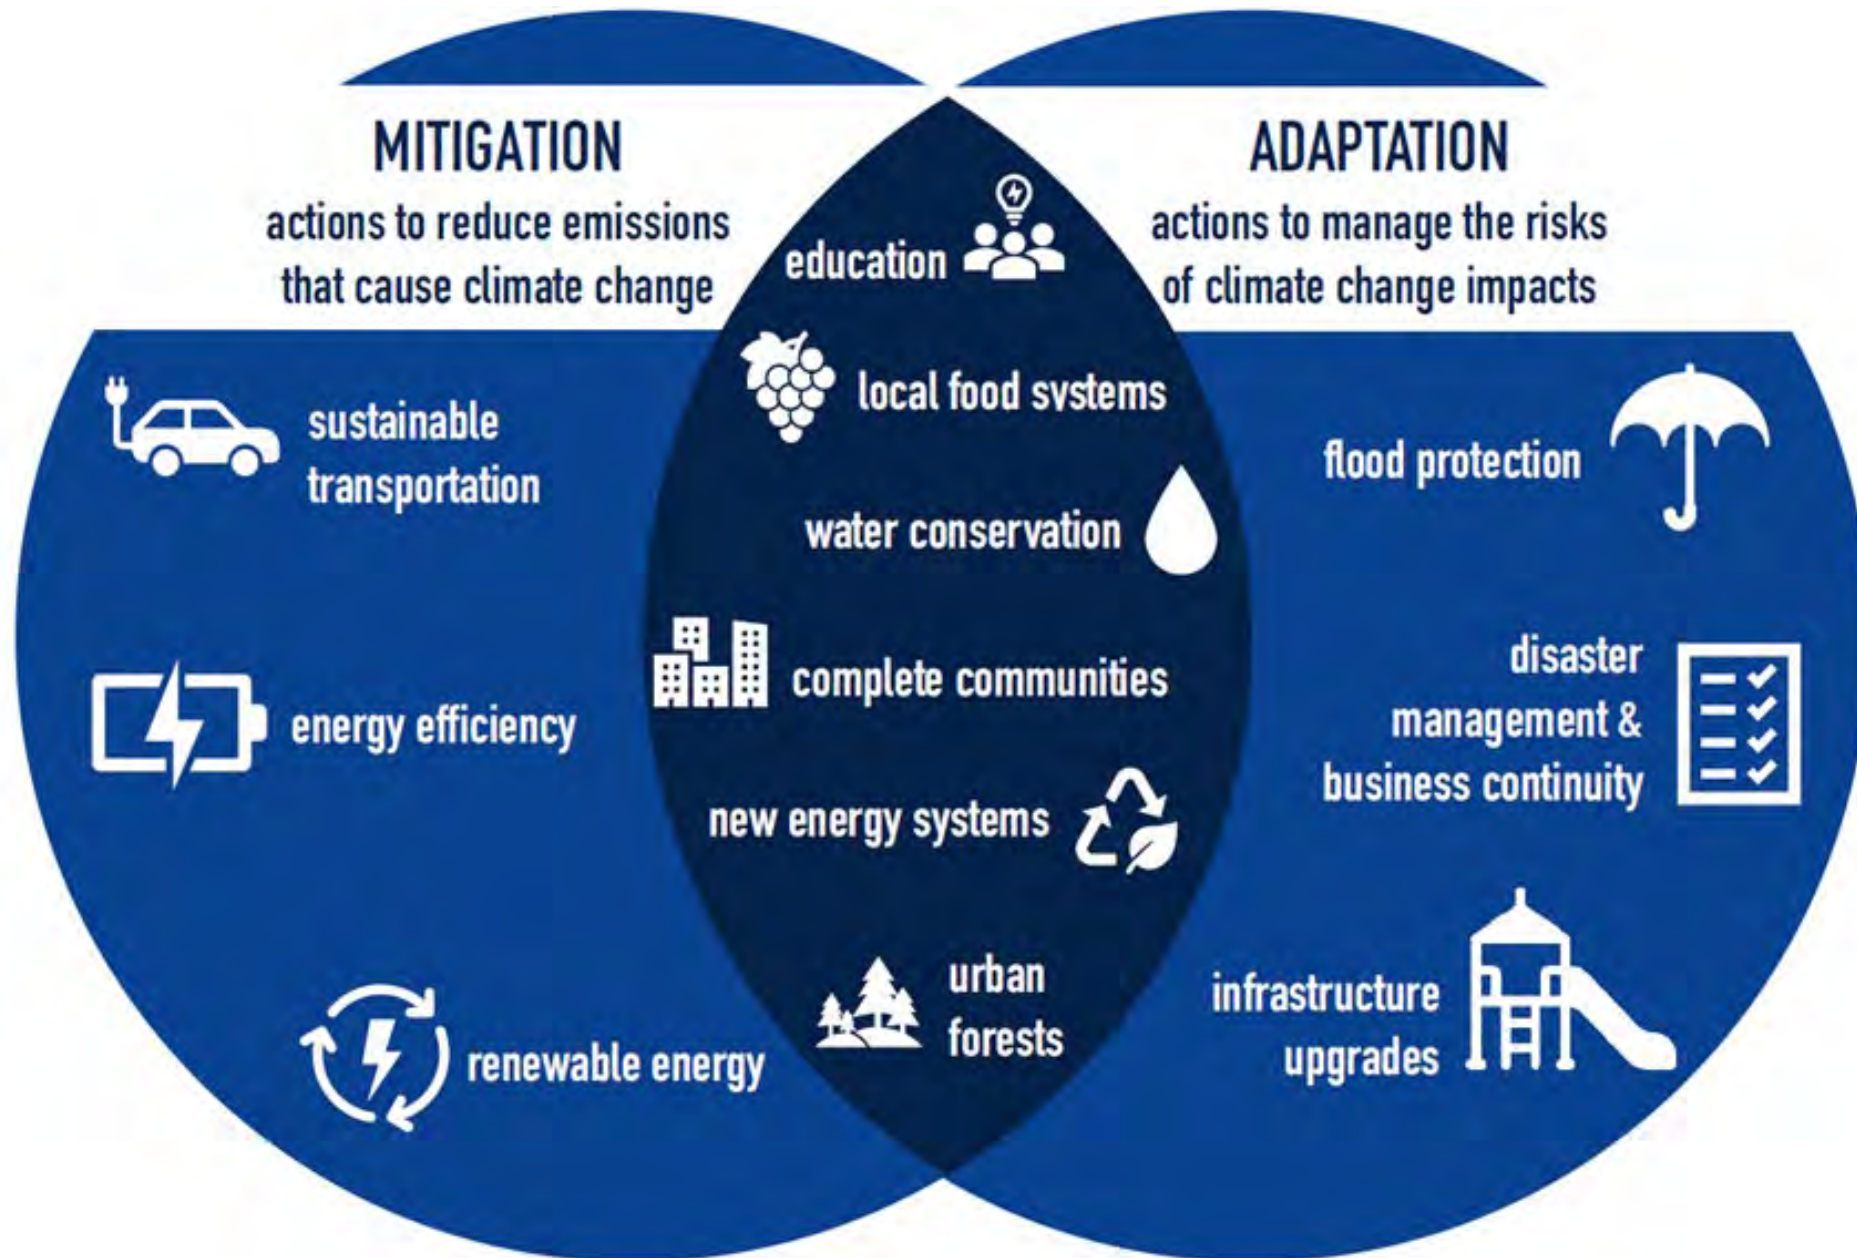 MITIGATION
actions to reduce emissions
that cause climate change
ADAPTATION
actions to manage the risks
of climate change impacts
education
local food systems
water conservation
complete communities
new energy systems
urban
forests
sustainable
transportation
energy efficiency
renewable energy
flood protection
disaster
management &
business continuity
infrastructure
upgrades